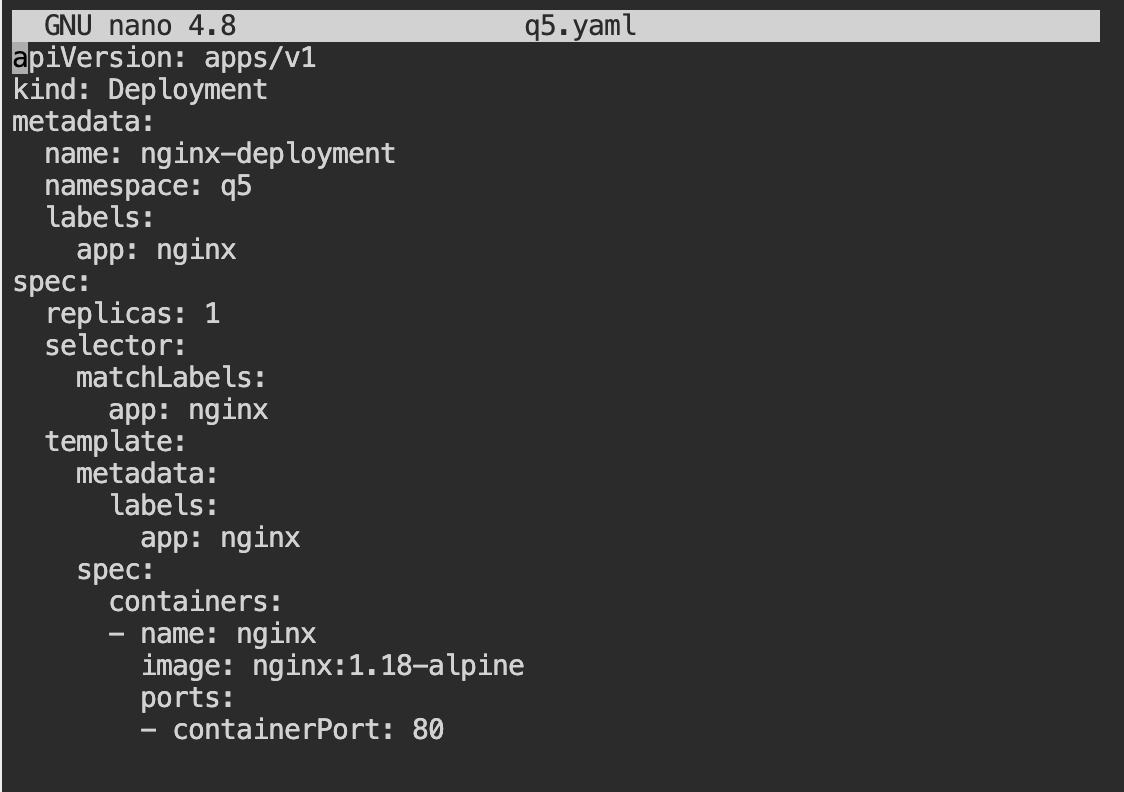 GNU nano 4.8 q5.yaml
apiVersion: apps/v1
kind: Deployment
metadata:
  name: nginx-deployment
  namespace: q5
  labels:
    app: nginx
spec:
  replicas: 1
  selector:
    matchLabels:
      app: nginx
  template:
    metadata:
      labels:
        app: nginx
    spec:
      containers:
      - name: nginx
        image: nginx:1.18-alpine
        ports:
        - containerPort: 80